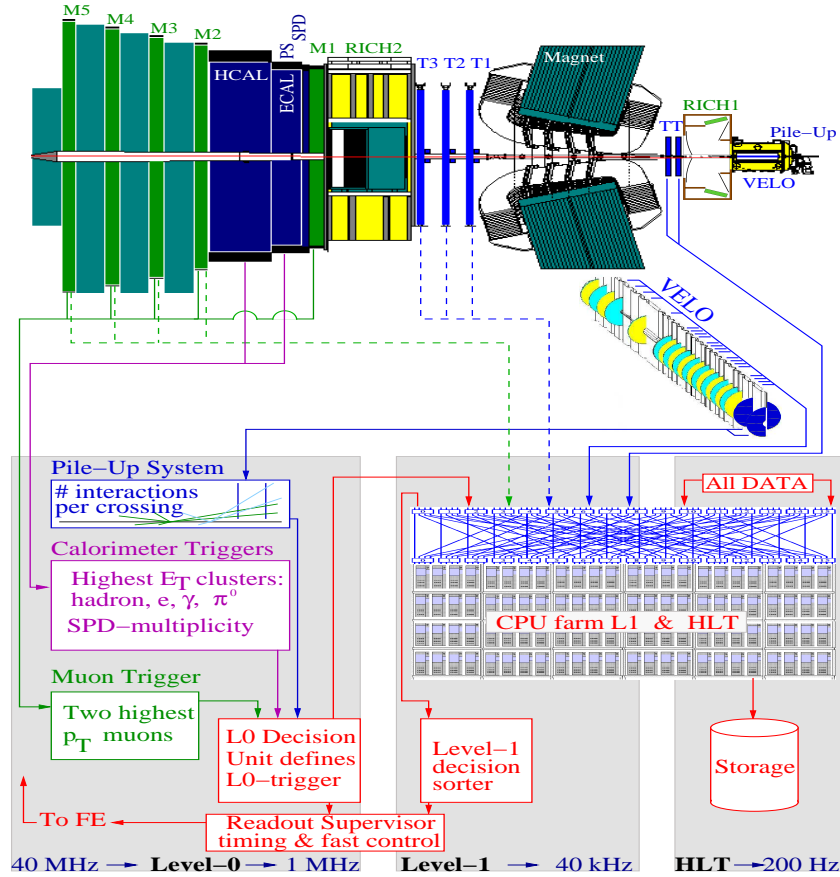 M5
M4
M3
M2
HCAL
ECAL
PS
SPD
M1
RICH2
T3
T2
T1
Magnet
TT
RICH1
Pile-Up
VELO
VELO
Pile-Up System
# interactions
per crossing
Calorimeter Triggers
Highest E_T clusters:
hadron, e, γ, π⁰
SPD-multiplicity
Muon Trigger
Two highest
p_T muons
L0 Decision
Unit defines
L0-trigger
To FE
Readout Supervisor
timing & fast control
Level-1
decision
sorter
All DATA
CPU farm L1 & HLT
Storage
40 MHz → Level-0 → 1 MHz
Level-1 → 40 kHz
HLT → 200 Hz